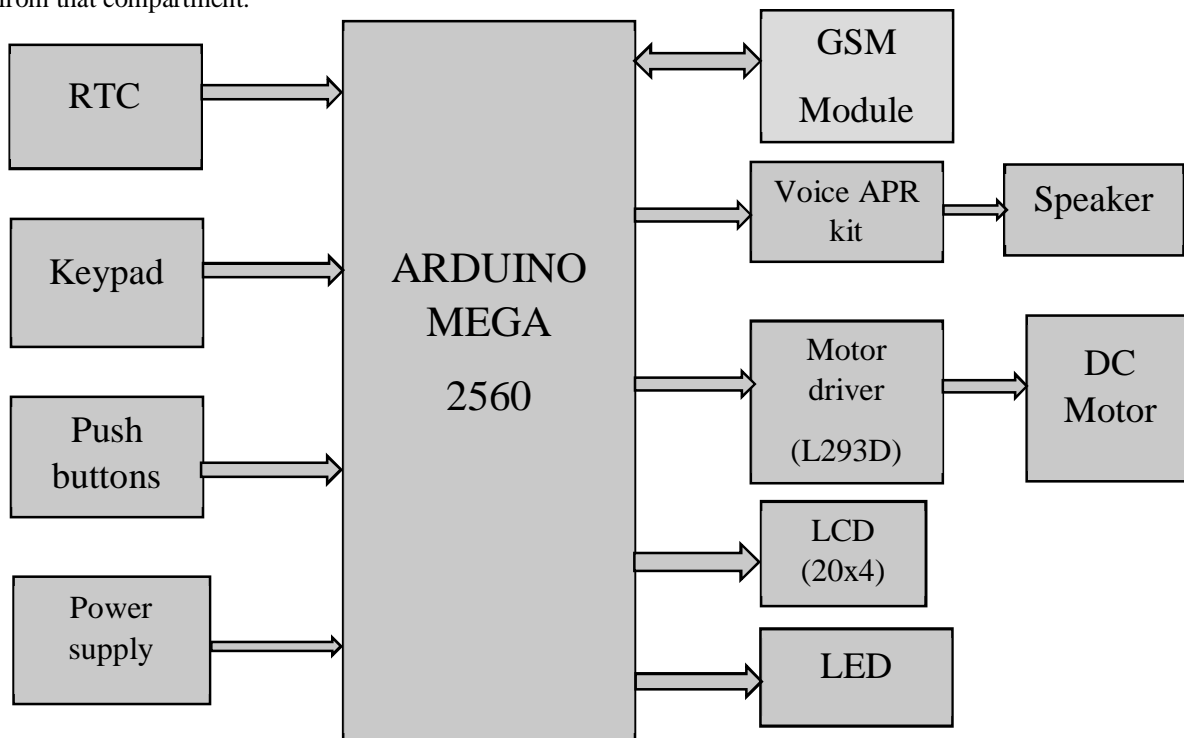 from that compartment.
RTC
Keypad
Push
buttons
Power
supply
ARDUINO
MEGA
2560
GSM
Module
Voice APR
kit
Speaker
Motor
driver
(L293D)
DC
Motor
LCD
(20x4)
LED